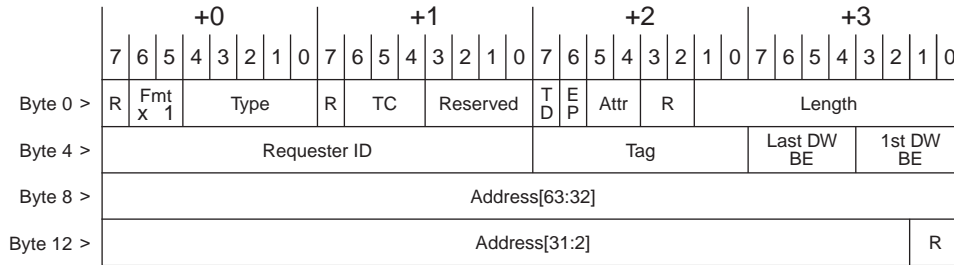 +0 +1 +2 +3
7 6 5 4 3 2 1 0 7 6 5 4 3 2 1 0 7 6 5 4 3 2 1 0 7 6 5 4 3 2 1 0
Byte 0 > R Fmt x 1 Type R TC Reserved TD EP Attr R Length
Byte 4 > Requester ID Tag Last DW BE 1st DW BE
Byte 8 > Address[63:32]
Byte 12 > Address[31:2] R